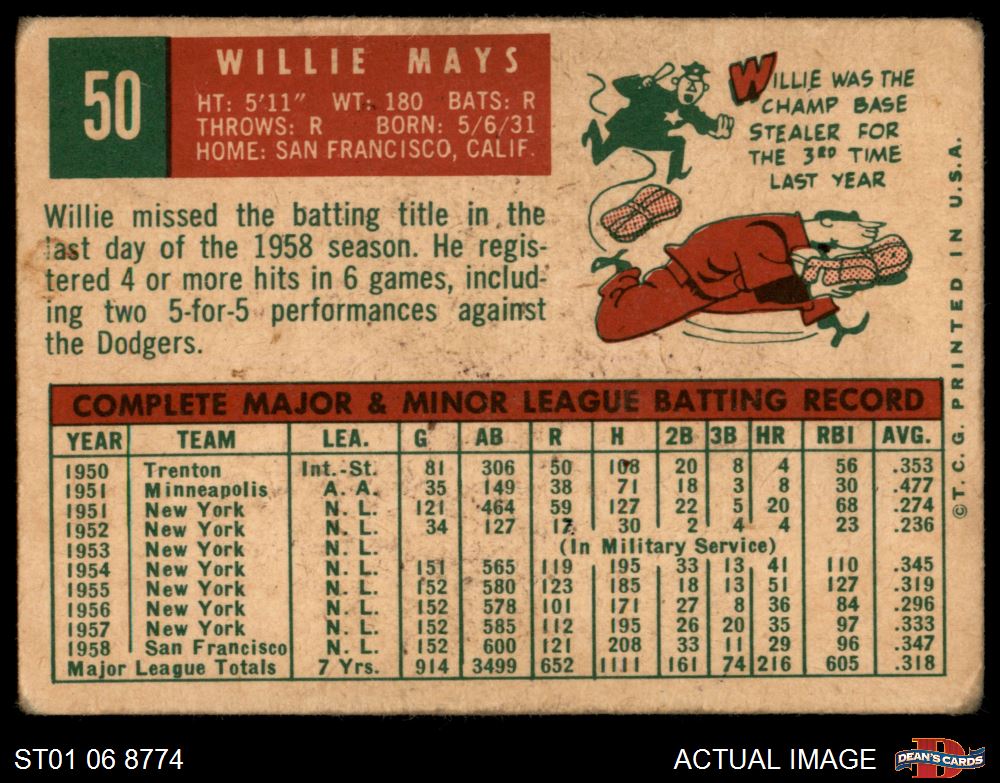 50
WILLIE MAYS
HT: 5'11" WT: 180 BATS: R
THROWS: R BORN: 5/6/31
HOME: SAN FRANCISCO, CALIF.
WILLIE WAS THE
CHAMP BASE
STEALER FOR
THE 3RD TIME
LAST YEAR
Willie missed the batting title in the
last day of the 1958 season. He regis-
tered 4 or more hits in 6 games, includ-
ing two 5-for-5 performances against
the Dodgers.
COMPLETE MAJOR & MINOR LEAGUE BATTING RECORD
YEAR TEAM LEA. G AB R H 2B 3B HR RBI AVG.
1950 Trenton Int.-St. 81 306 50 108 20 8 4 56 .353
1951 Minneapolis A. A. 35 149 38 71 18 3 8 30 .477
1951 New York N. L. 121 464 59 127 22 5 20 68 .274
1952 New York N. L. 34 127 17 30 2 4 4 23 .236
1953 New York N. L. (In Military Service)
1954 New York N. L. 151 565 119 195 33 13 41 110 .345
1955 New York N. L. 152 580 123 185 18 13 51 127 .319
1956 New York N. L. 152 578 101 171 27 8 36 84 .296
1957 New York N. L. 152 585 112 195 26 20 35 97 .333
1958 San Francisco N. L. 152 600 121 208 33 11 29 96 .347
Major League Totals 7 Yrs. 914 3499 652 1111 161 74 216 605 .318
©T. C. G. PRINTED IN U.S.A.
ST01 06 8774
ACTUAL IMAGE
D
DEAN'S CARDS